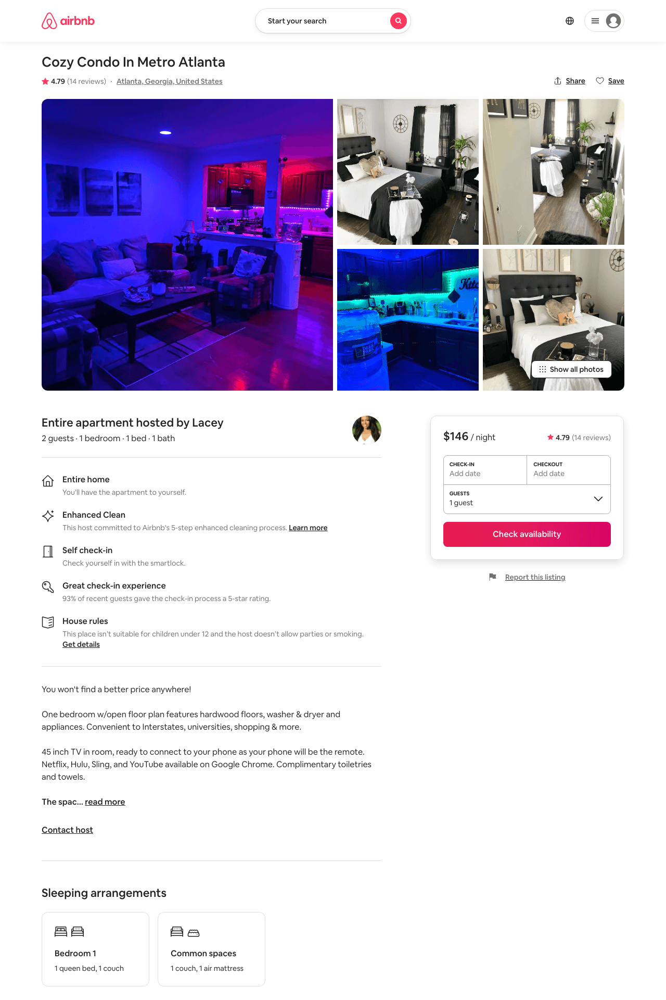 airbnb
Start your search
Cozy Condo In Metro Atlanta
4.79 (14 reviews) · Atlanta, Georgia, United States
Share
Save
Kitc
DEER
PARK
Show all photos
Entire apartment hosted by Lacey
2 guests · 1 bedroom · 1 bed · 1 bath
$146 / night
4.79 (14 reviews)
CHECK-IN
Add date
CHECKOUT
Add date
GUESTS
1 guest
Check availability
Report this listing
Entire home
You’ll have the apartment to yourself.
Enhanced Clean
This host committed to Airbnb's 5-step enhanced cleaning process. Learn more
Self check-in
Check yourself in with the smartlock.
Great check-in experience
93% of recent guests gave the check-in process a 5-star rating.
House rules
This place isn’t suitable for children under 12 and the host doesn’t allow parties or smoking.
Get details
You won't find a better price anywhere!
One bedroom w/open floor plan features hardwood floors, washer & dryer and
appliances. Convenient to Interstates, universities, shopping & more.
45 inch TV in room, ready to connect to your phone as your phone will be the remote.
Netflix, Hulu, Sling, and YouTube available on Google Chrome. Complimentary toiletries
and towels.
The spac... read more
Contact host
Sleeping arrangements
Bedroom 1
1 queen bed, 1 couch
Common spaces
1 couch, 1 air mattress